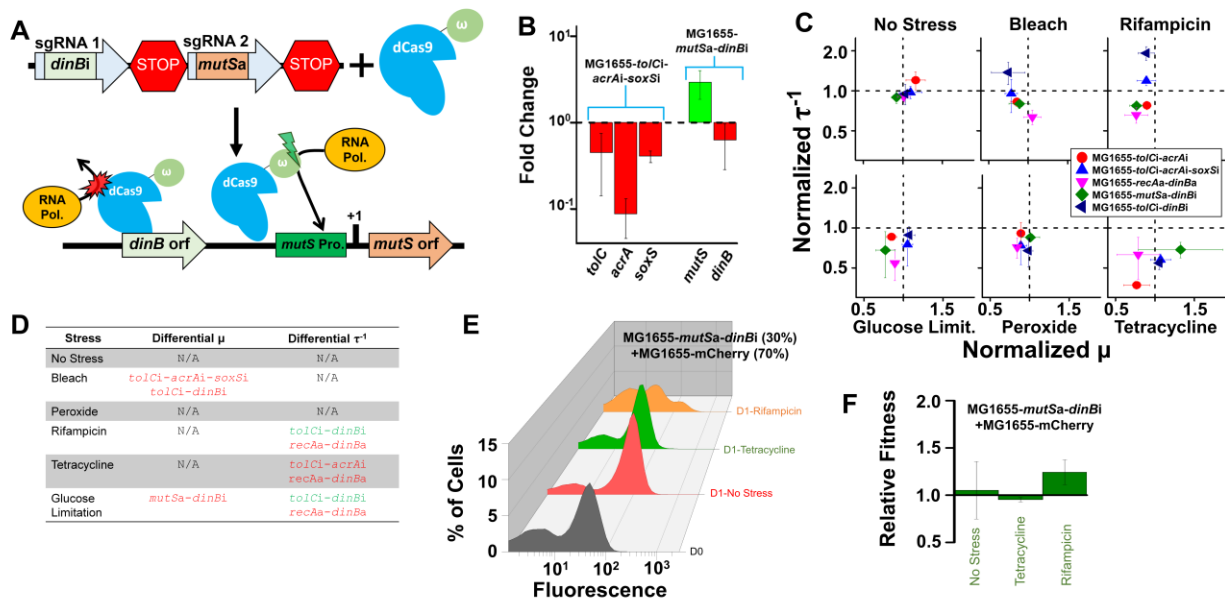 A
sgRNA 1
dinBi
STOP
sgRNA 2
mutSa
STOP
+
dCas9
ω
RNA
Pol.
dCas9
ω
dCas9
ω
RNA
Pol.
+1
dinB orf
mutS Pro.
mutS orf
B
Fold Change
10¹
10⁰
10⁻¹
MG1655-
tolCi-
acrAi-soxSi
MG1655-
mutSa-dinBi
tolC
acrA
soxS
mutS
dinB
C
No Stress
Bleach
Rifampicin
Normalized τ⁻¹
1.5
1.0
0.5
1.5
1.0
0.5
MG1655-tolCi-acrAi
MG1655-tolCi-acrAi-soxSi
MG1655-recAa-dinBa
MG1655-mutSa-dinBi
MG1655-tolCi-dinBi
0.5 1.5
0.5 1.5
0.5 1.5
Glucose Limit.
Peroxide
Tetracycline
Normalized μ
D
Stress Differential μ Differential τ⁻¹
No Stress N/A N/A
Bleach tolCi-acrAi-soxSi N/A
tolCi-dinBi
Peroxide N/A N/A
Rifampicin N/A tolCi-dinBi
recAa-dinBa
Tetracycline N/A tolCi-acrAi
recAa-dinBa
Glucose mutSa-dinBi tolCi-dinBi
Limitation recAa-dinBa
E
MG1655-mutSa-dinBi (30%)
+MG1655-mCherry (70%)
% of Cells
15
10
5
0
D1-Rifampicin
D1-Tetracycline
D1-No Stress
D0
10¹ 10² 10³
Fluorescence
F
MG1655-mutSa-dinBi
+MG1655-mCherry
Relative Fitness
2.0
1.5
1.0
0.5
No Stress
Tetracycline
Rifampicin